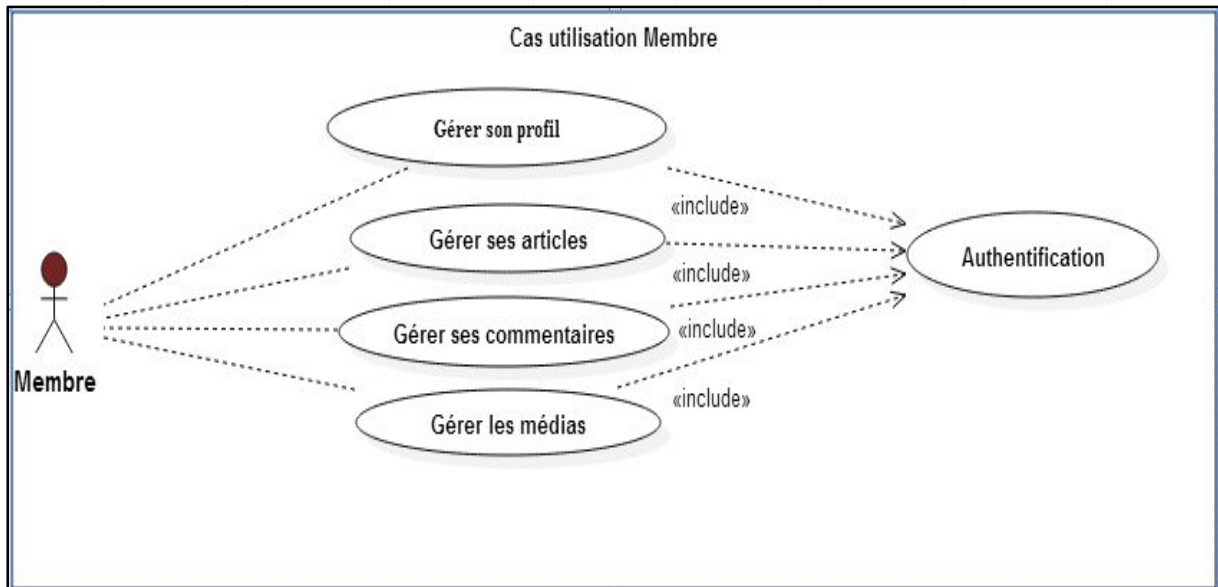 Cas utilisation Membre
Gérer son profil
«include»
Gérer ses articles
Authentification
«include»
Gérer ses commentaires
«include»
Membre
«include»
Gérer les médias